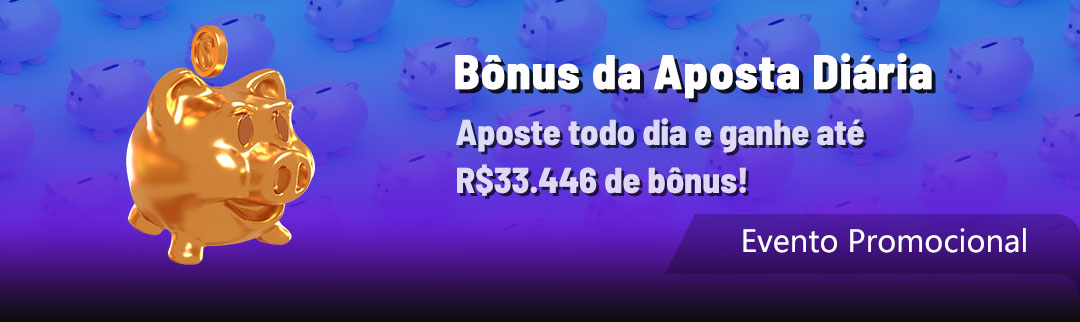 Bônus da Aposta Diária
Aposte todo dia e ganhe até
R$33.446 de bônus!
Evento Promocional